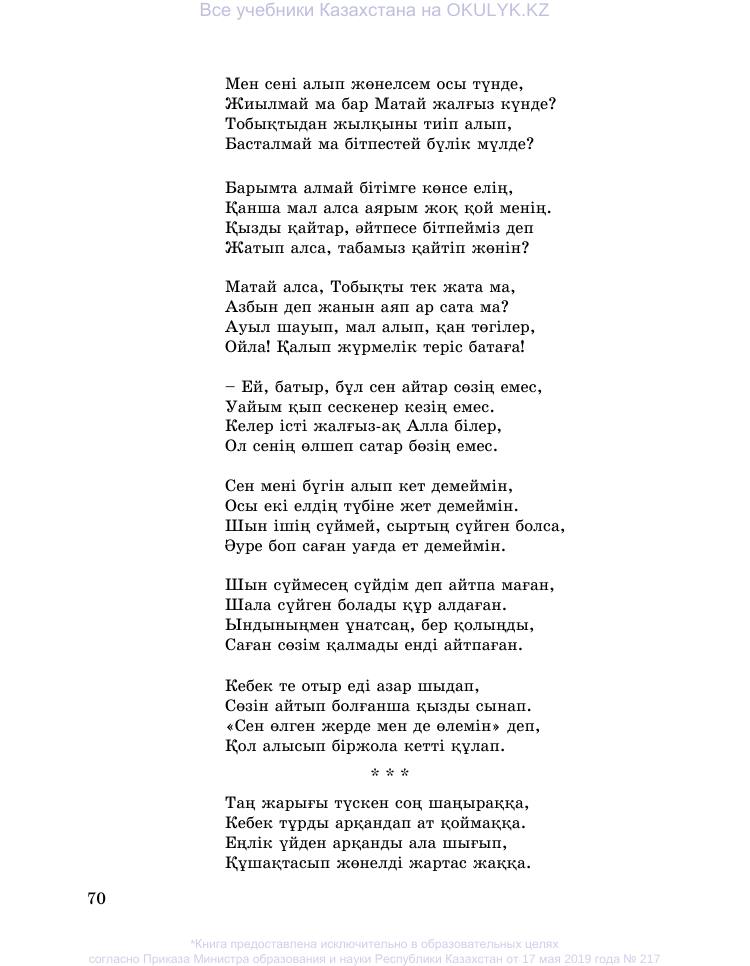 Все учебники Казахстана на OKULYK.KZ
Мен сені алып жөнелсем осы түнде,
Жиылмай ма бар Матай жалғыз күнде?
Тобықтыдан жылқыны тиіп алып,
Басталмай ма бітпестей бүлік мүлде?
Барымта алмай бітімге көнсе елің,
Қанша мал алса аярым жоқ қой менің.
Қызды қайтар, әйтпесе бітпейміз деп
Жатып алса, табамыз қайтіп жөнін?
Матай алса, Тобықты тек жата ма,
Азбын деп жанын аяп ар сата ма?
Ауыл шауып, мал алып, қан төгілер,
Ойла! Қалып жүрмелік теріс батаға!
– Ей, батыр, бұл сен айтар сөзің емес,
Уайым қып сескенер кезің емес.
Келер істі жалғыз-ақ Алла білер,
Ол сенің өлшеп сатар бөзің емес.
Сен мені бүгін алып кет демеймін,
Осы екі елдің түбіне жет демеймін.
Шын ішің сүймей, сыртың сүйген болса,
Әуре боп саған уағда ет демеймін.
Шын сүймесең сүйдім деп айтпа маған,
Шала сүйген болады құр алдаған.
Ындыныңмен ұнатсаң, бер қолыңды,
Саған сөзім қалмады енді айтпаған.
Кебек те отыр еді азар шыдап,
Сөзін айтып болғанша қызды сынап.
«Сен өлген жерде мен де өлемін» деп,
Қол алысып біржола кетті құлап.
* * *
Таң жарығы түскен соң шаңыраққа,
Кебек тұрды арқандап ат қоймаққа.
Еңлік үйден арқанды ала шығып,
Құшақтасып жөнелді жартас жаққа.
70
*Книга предоставлена исключительно в образовательных целях
согласно Приказа Министра образования и науки Республики Казахстан от 17 мая 2019 года № 217